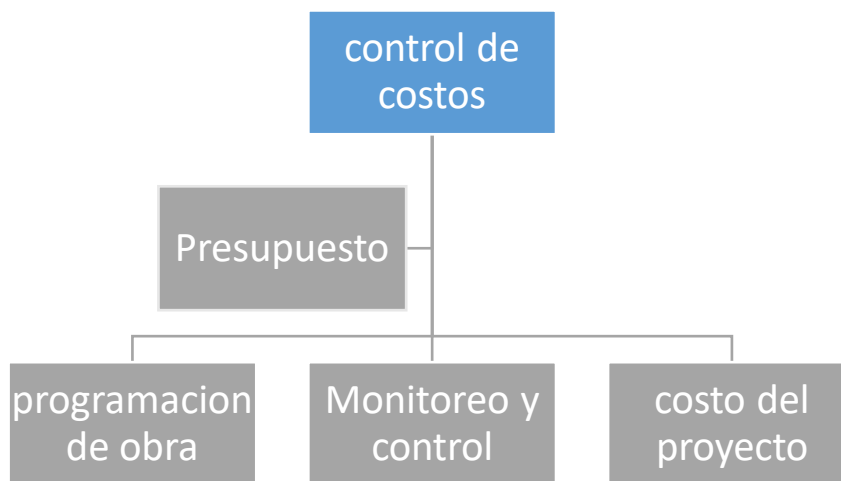 control de
costos
Presupuesto
programacion
de obra
Monitoreo y
control
costo del
proyecto